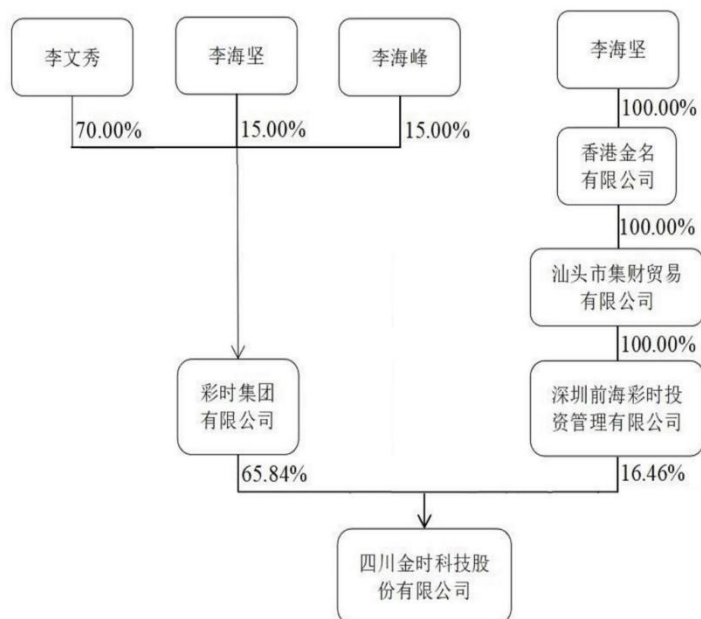 李文秀
李海坚
李海峰
李海坚
70.00%
15.00%
15.00%
100.00%
香港金名
有限公司
100.00%
汕头市集财贸易
有限公司
100.00%
彩时集团
有限公司
深圳前海彩时投
资管理有限公司
65.84%
16.46%
四川金时科技股
份有限公司